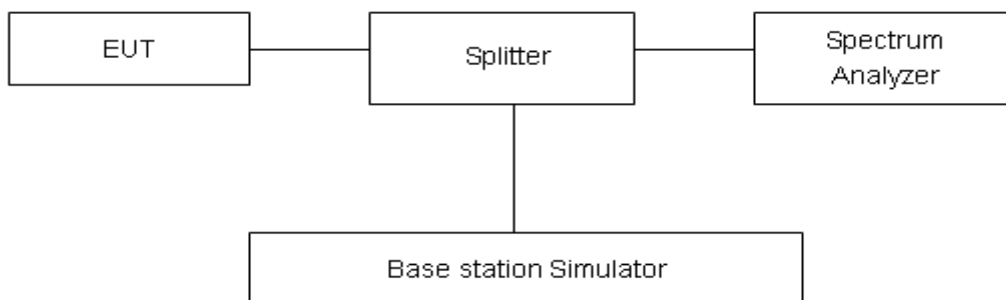 EUT
Splitter
Spectrum
Analyzer
Base station Simulator